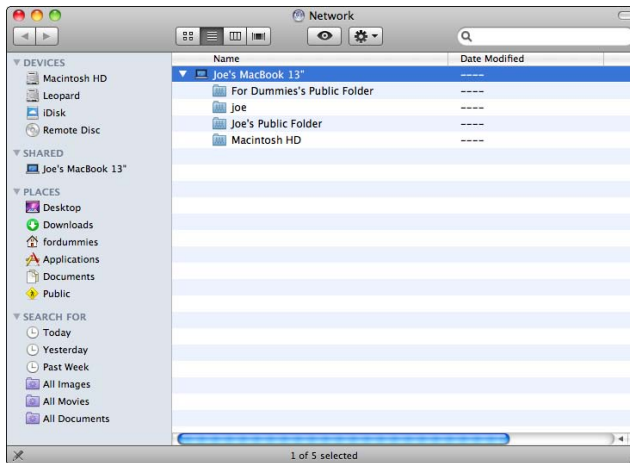 Network
DEVICES
Macintosh HD
Leopard
iDisk
Remote Disc
SHARED
Joe's MacBook 13"
PLACES
Desktop
Downloads
fordummies
Applications
Documents
Public
SEARCH FOR
Today
Yesterday
Past Week
All Images
All Movies
All Documents
Name Date Modified
Joe's MacBook 13" ----
For Dummies's Public Folder ----
joe ----
Joe's Public Folder ----
Macintosh HD ----
1 of 5 selected